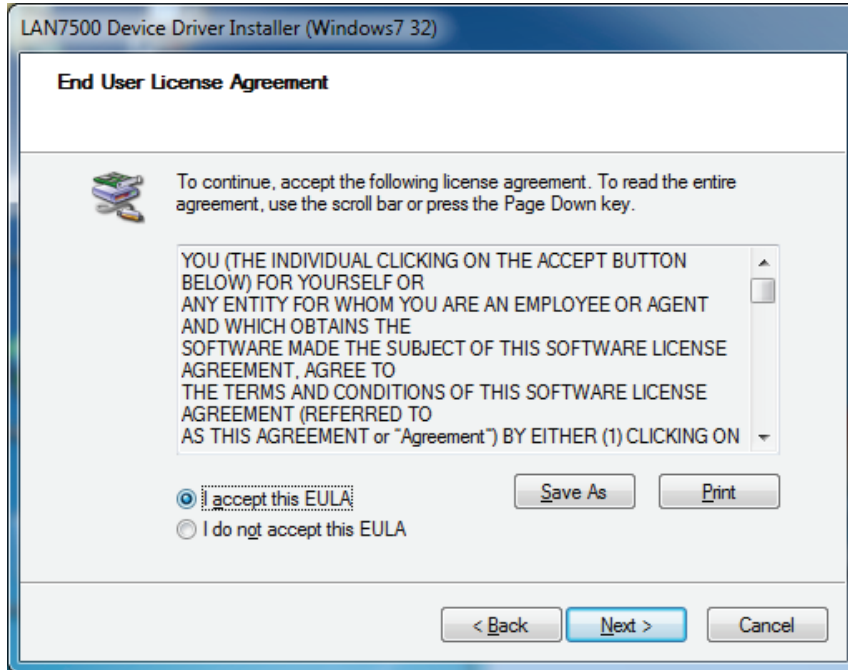 LAN7500 Device Driver Installer (Windows7 32)
End User License Agreement
To continue, accept the following license agreement. To read the entire
agreement, use the scroll bar or press the Page Down key.
YOU (THE INDIVIDUAL CLICKING ON THE ACCEPT BUTTON
BELOW) FOR YOURSELF OR
ANY ENTITY FOR WHOM YOU ARE AN EMPLOYEE OR AGENT
AND WHICH OBTAINS THE
SOFTWARE MADE THE SUBJECT OF THIS SOFTWARE LICENSE
AGREEMENT, AGREE TO
THE TERMS AND CONDITIONS OF THIS SOFTWARE LICENSE
AGREEMENT (REFERRED TO
AS THIS AGREEMENT or "Agreement") BY EITHER (1) CLICKING ON
I accept this EULA
Save As
Print
I do not accept this EULA
< Back
Next >
Cancel